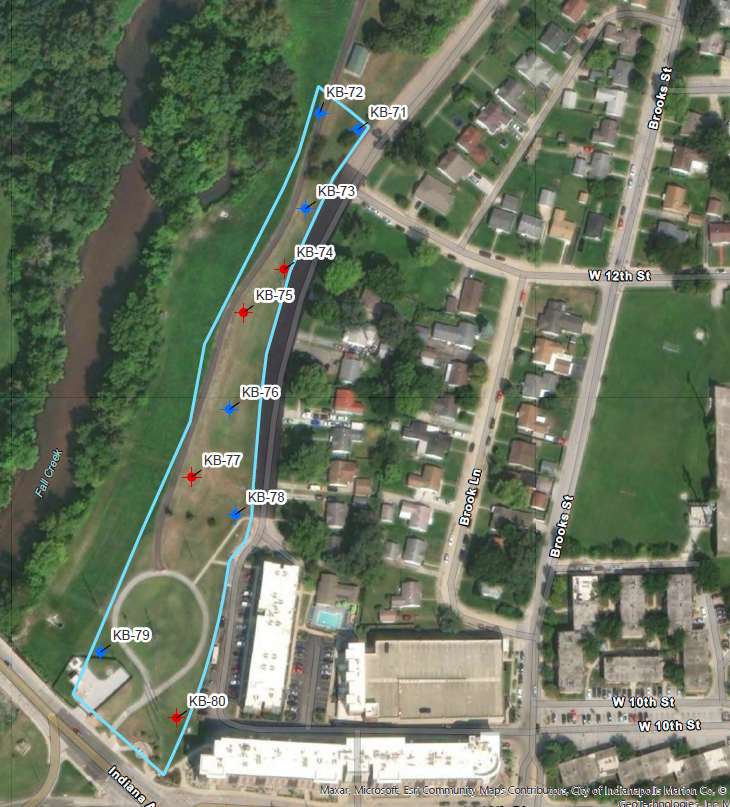 KB-72
KB-71
Brooks St
KB-73
KB-74
W 12th St
KB-75
KB-76
KB-77
Fall Creek
KB-78
Brook Ln
Brooks St
KB-79
KB-80
W 10th St
W 10th St
Indiana A
Maxar, Microsoft, Esri Community Maps Contributors, City of Indianapolis Marion Co, ©
GeoTechnologies, Inc, M